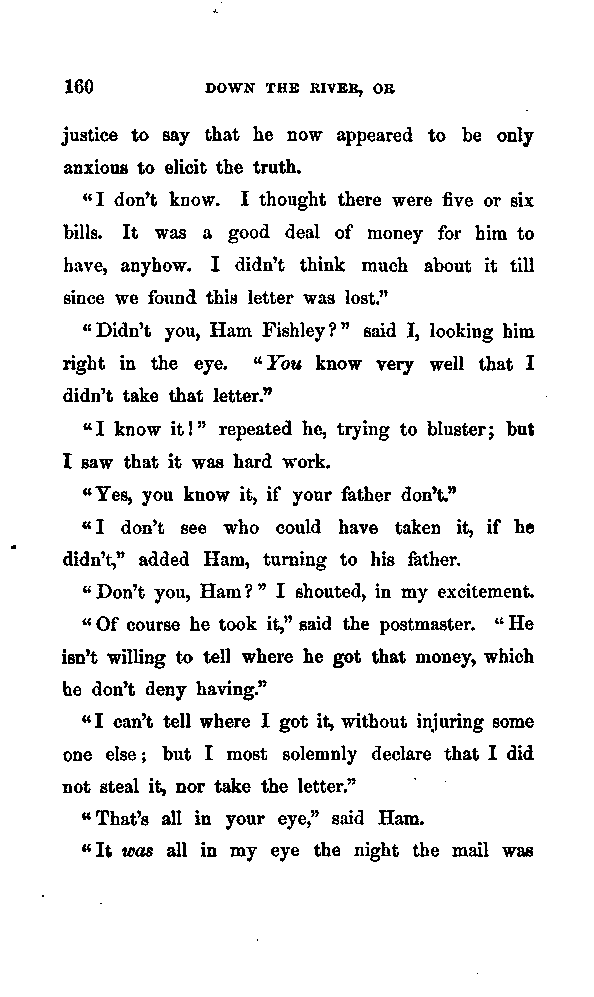 160 DOWN THE RIVER, OR
justice to say that he now appeared to be only
anxious to elicit the truth.
“I don’t know. I thought there were five or six
bills. It was a good deal of money for him to
have, anyhow. I didn’t think much about it till
since we found this letter was lost.”
“Didn’t you, Ham Fishley?” said I, looking him
right in the eye. “You know very well that I
didn’t take that letter.”
“I know it!” repeated he, trying to bluster; but
I saw that it was hard work.
“Yes, you know it, if your father don’t.”
“I don’t see who could have taken it, if he
didn’t,” added Ham, turning to his father.
“Don’t you, Ham?” I shouted, in my excitement.
“Of course he took it,” said the postmaster. “He
isn’t willing to tell where he got that money, which
he don’t deny having.”
“I can’t tell where I got it, without injuring some
one else; but I most solemnly declare that I did
not steal it, nor take the letter.”
“That’s all in your eye,” said Ham.
“It was all in my eye the night the mail was